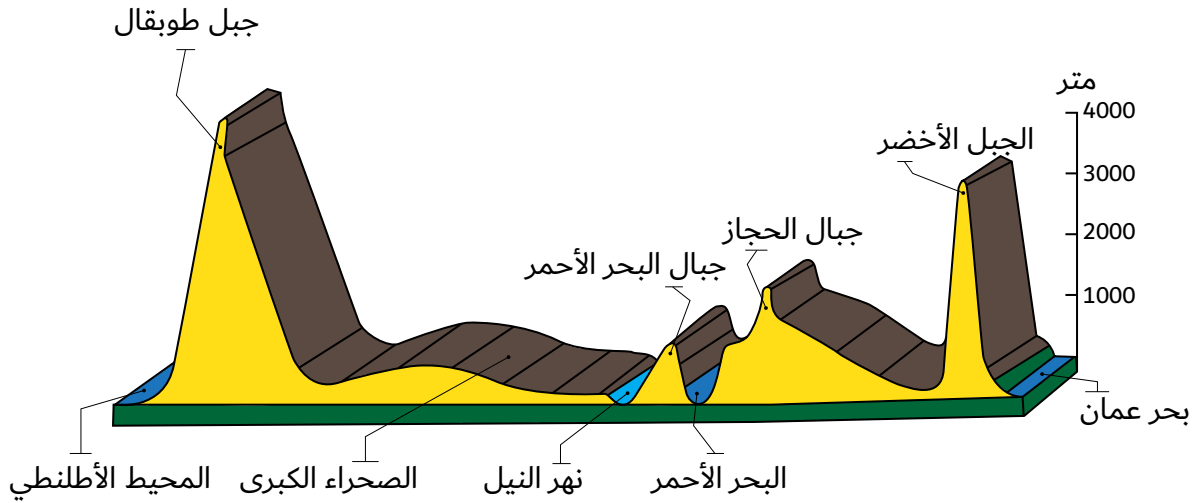 جبل طوبقال
متر
4000
الجبل الأخضر
3000
جبال الحجاز
2000
جبال البحر الأحمر
1000
بحر عمان
البحر الأحمر
نهر النيل
الصحراء الكبرى
المحيط الأطلنطي